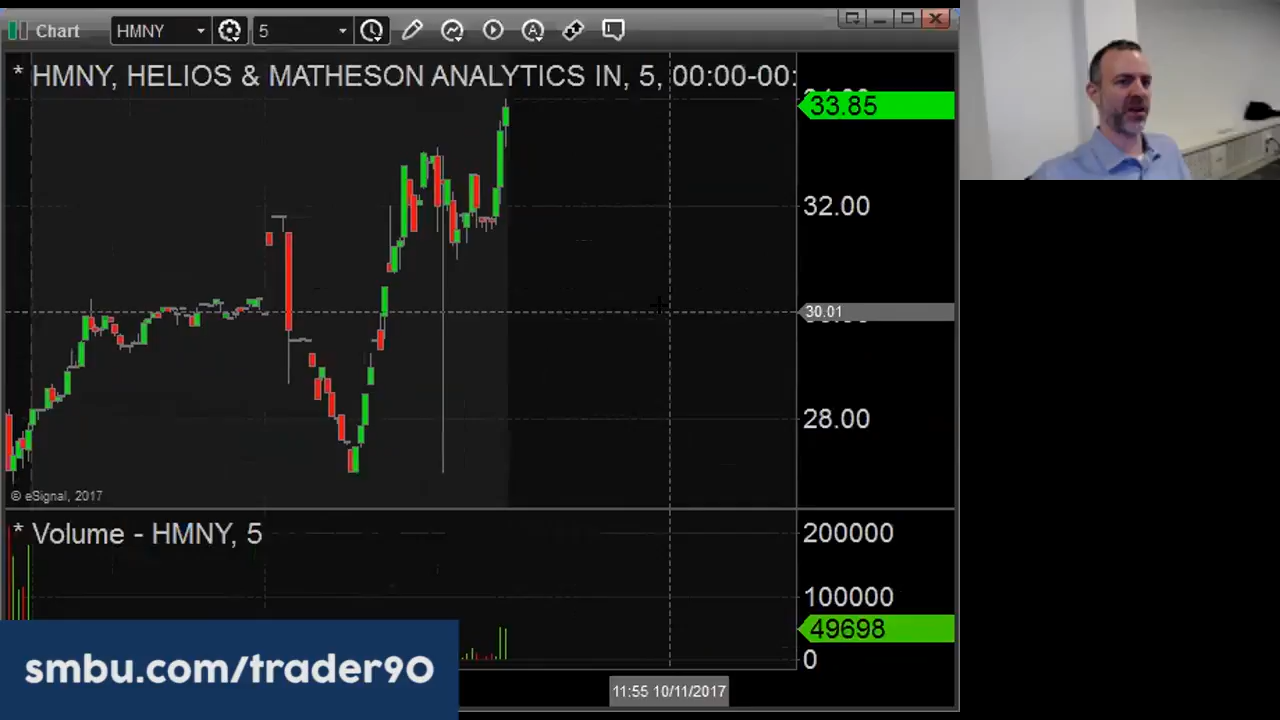 Chart
HMNY
5
* HMNY, HELIOS & MATHESON ANALYTICS IN, 5, 00:00-00:
33.85
32.00
30.01
28.00
© eSignal, 2017
* Volume - HMNY, 5
200000
100000
49698
0
smbu.com/trader90
11:55 10/11/2017